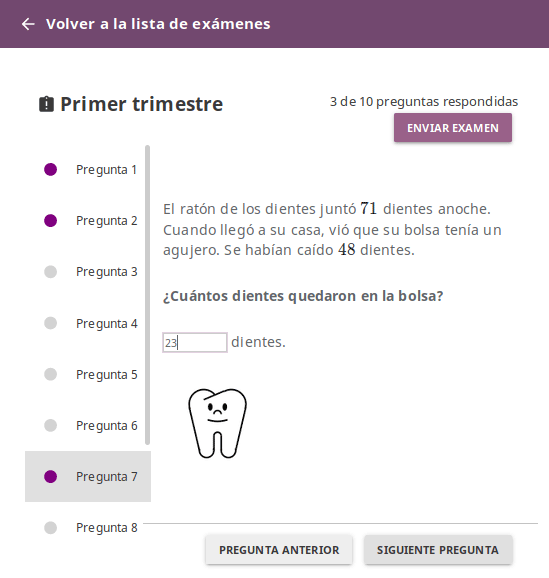 Volver a la lista de exámenes
Primer trimestre
3 de 10 preguntas respondidas
ENVIAR EXAMEN
Pregunta 1
Pregunta 2
Pregunta 3
Pregunta 4
Pregunta 5
Pregunta 6
Pregunta 7
Pregunta 8
El ratón de los dientes juntó 71 dientes anoche.
Cuando llegó a su casa, vió que su bolsa tenía un
agujero. Se habían caído 48 dientes.
¿Cuántos dientes quedaron en la bolsa?
23 dientes.
PREGUNTA ANTERIOR
SIGUIENTE PREGUNTA